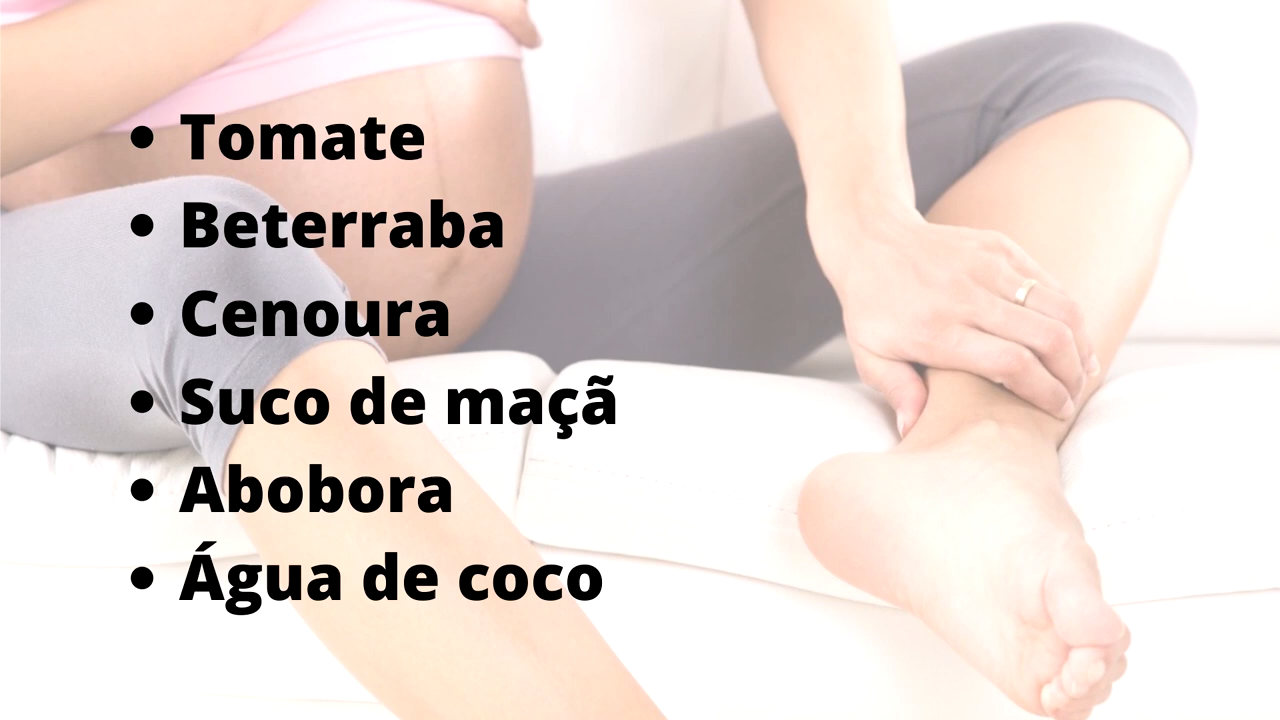 • Tomate
• Beterraba
• Cenoura
• Suco de maçã
• Abobora
• Água de coco